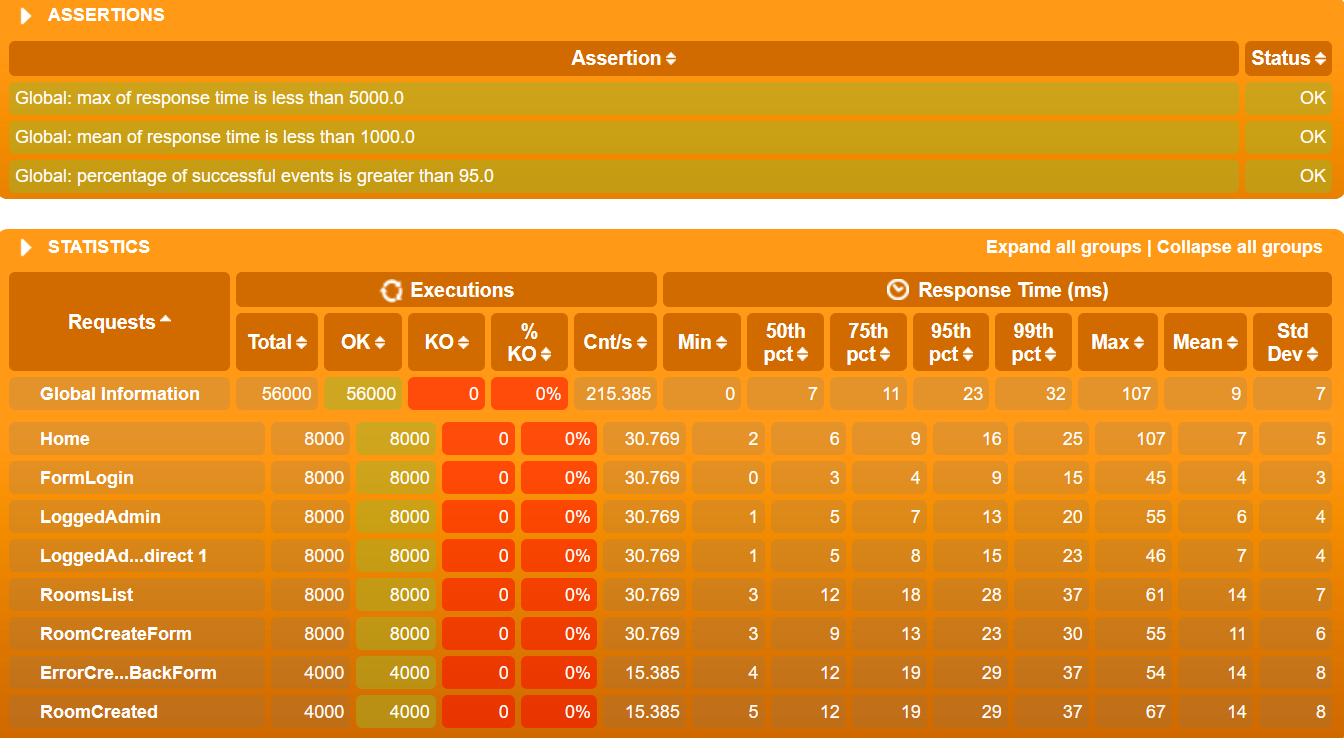 ASSERTIONS
Assertion Status
Global: max of response time is less than 5000.0 OK
Global: mean of response time is less than 1000.0 OK
Global: percentage of successful events is greater than 95.0 OK
STATISTICS Expand all groups | Collapse all groups
Requests Executions Response Time (ms)
Total OK KO % KO Cnt/s Min 50th pct 75th pct 95th pct 99th pct Max Mean Std Dev
Global Information 56000 56000 0 0% 215.385 0 7 11 23 32 107 9 7
Home 8000 8000 0 0% 30.769 2 6 9 16 25 107 7 5
FormLogin 8000 8000 0 0% 30.769 0 3 4 9 15 45 4 3
LoggedAdmin 8000 8000 0 0% 30.769 1 5 7 13 20 55 6 4
LoggedAd...direct 1 8000 8000 0 0% 30.769 1 5 8 15 23 46 7 4
RoomsList 8000 8000 0 0% 30.769 3 12 18 28 37 61 14 7
RoomCreateForm 8000 8000 0 0% 30.769 3 9 13 23 30 55 11 6
ErrorCre...BackForm 4000 4000 0 0% 15.385 4 12 19 29 37 54 14 8
RoomCreated 4000 4000 0 0% 15.385 5 12 19 29 37 67 14 8